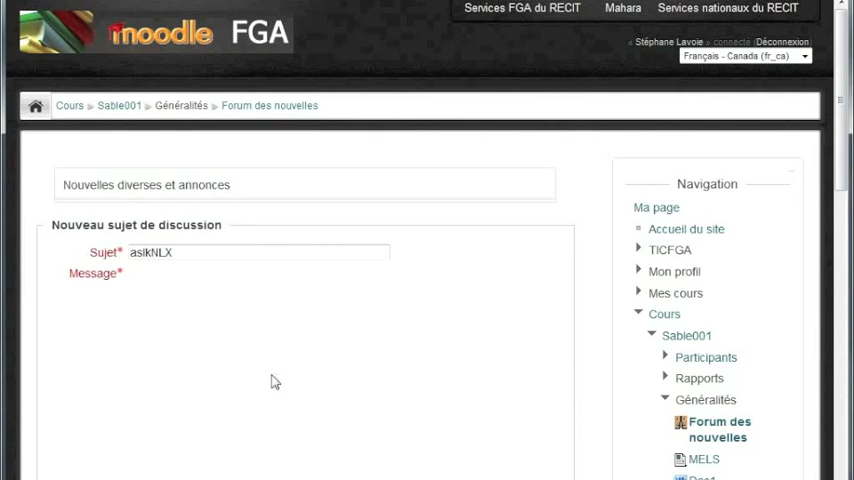 Services FGA du RECIT Mahara Services nationaux du RECIT
moodle FGA
« Stéphane Lavoie » connecté (Déconnexion)
Français - Canada (fr_ca)
Cours Sable001 Généralités Forum des nouvelles
Nouvelles diverses et annonces
Nouveau sujet de discussion
Sujet* aslkNLX
Message*
Navigation
Ma page
Accueil du site
TICFGA
Mon profil
Mes cours
Cours
Sable001
Participants
Rapports
Généralités
Forum des
nouvelles
MELS
Doc1